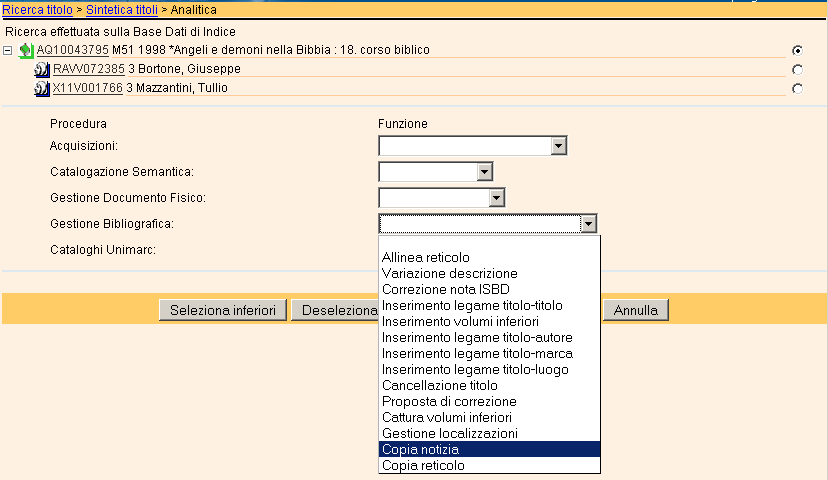 Ricerca titolo > Sintetica titoli > Analitica
Ricerca effettuata sulla Base Dati di Indice
AQ10043795 M51 1998 *Angeli e demoni nella Bibbia : 18. corso biblico
RAVV072385 3 Bortone, Giuseppe
X11V001766 3 Mazzantini, Tullio
Procedura Funzione
Acquisizioni:
Catalogazione Semantica:
Gestione Documento Fisico:
Gestione Bibliografica:
Cataloghi Unimarc:
Allinea reticolo
Variazione descrizione
Correzione nota ISBD
Inserimento legame titolo-titolo
Inserimento volumi inferiori
Inserimento legame titolo-autore
Inserimento legame titolo-marca
Inserimento legame titolo-luogo
Cancellazione titolo
Proposta di correzione
Cattura volumi inferiori
Gestione localizzazioni
Copia notizia
Copia reticolo
Seleziona inferiori Deseleziona Annulla